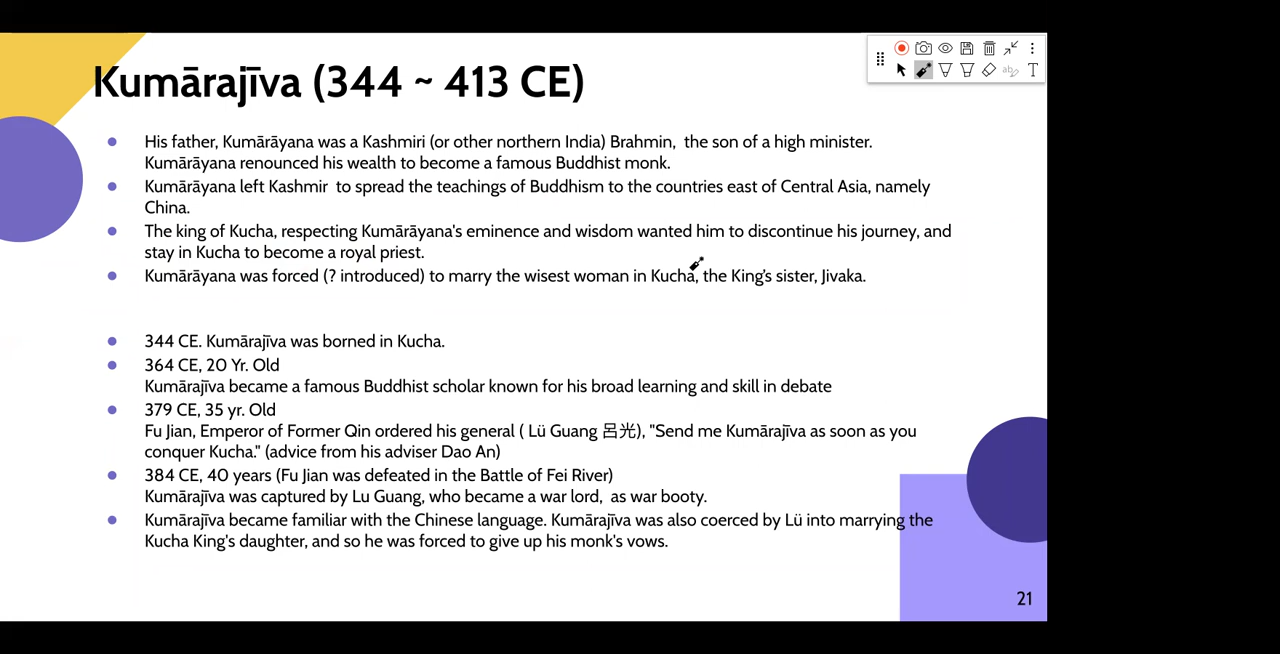 Kumārajīva (344 ~ 413 CE)
His father, Kumārāyana was a Kashmiri (or other northern India) Brahmin, the son of a high minister.
Kumārāyana renounced his wealth to become a famous Buddhist monk.
Kumārāyana left Kashmir to spread the teachings of Buddhism to the countries east of Central Asia, namely
China.
The king of Kucha, respecting Kumārāyana's eminence and wisdom wanted him to discontinue his journey, and
stay in Kucha to become a royal priest.
Kumārāyana was forced (? introduced) to marry the wisest woman in Kucha, the King's sister, Jivaka.
344 CE. Kumārajīva was borned in Kucha.
364 CE, 20 Yr. Old
Kumārajīva became a famous Buddhist scholar known for his broad learning and skill in debate
379 CE, 35 yr. Old
Fu Jian, Emperor of Former Qin ordered his general ( Lü Guang 呂光), "Send me Kumārajīva as soon as you
conquer Kucha." (advice from his adviser Dao An)
384 CE, 40 years (Fu Jian was defeated in the Battle of Fei River)
Kumārajīva was captured by Lu Guang, who became a war lord, as war booty.
Kumārajīva became familiar with the Chinese language. Kumārajīva was also coerced by Lü into marrying the
Kucha King's daughter, and so he was forced to give up his monk's vows.
21